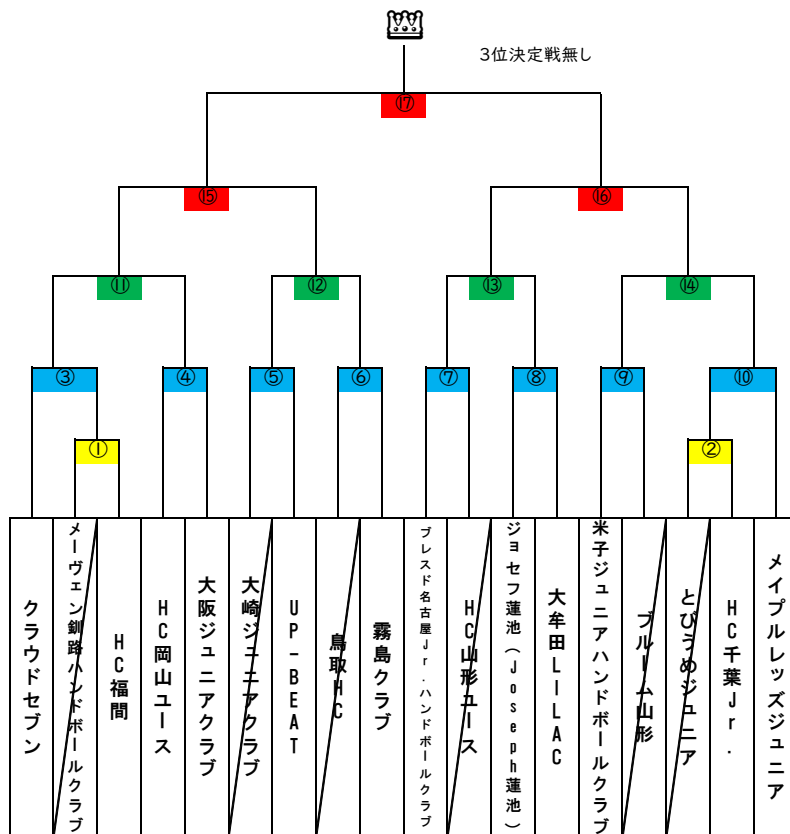 3位決定戦無し
⑰
⑮
⑯
⑪
⑫
⑬
⑭
③
④
⑤
⑥
⑦
⑧
⑨
⑩
①
②
クラウドセブン
メーヴェン釧路ハンドボールクラブ
HC福間
HC岡山ユース
大阪ジュニアクラブ
大崎ジュニアクラブ
UP-BEAT
鳥取HC
霧島クラブ
ブレスド名古屋Jr.ハンドボールクラブ
HC山形ユース
ジョセフ蓮池(Joseph蓮池)
大牟田LILAC
米子ジュニアハンドボールクラブ
ブルーム山形
とびうめジュニア
HC千葉Jr.
メイプルレッズジュニア